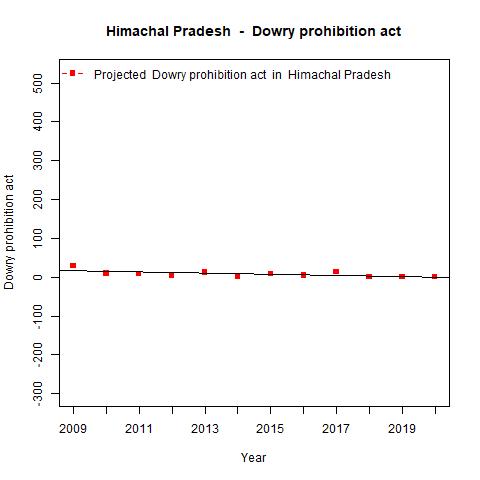 Himachal Pradesh - Dowry prohibition act
Projected Dowry prohibition act in Himachal Pradesh
Dowry prohibition act
500
400
300
200
100
0
-100
-200
-300
2009 2011 2013 2015 2017 2019
Year